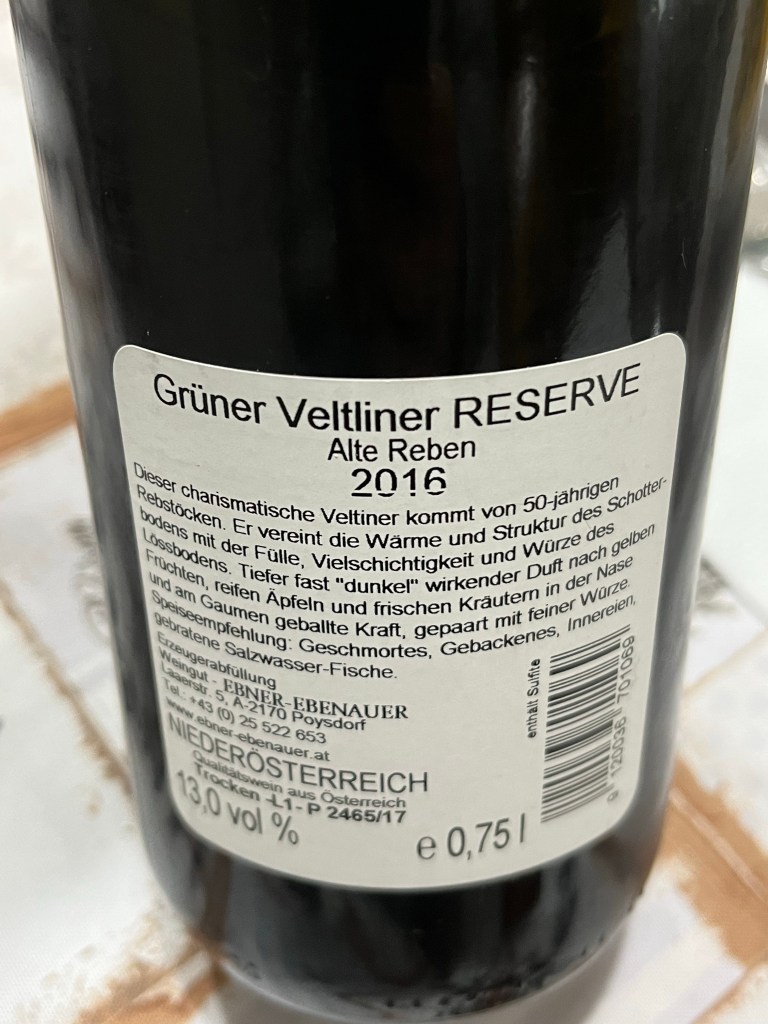 Grüner Veltliner RESERVE
Alte Reben
2016
Dieser charismatische Veltiner kommt von 50-jährigen
Rebstöcken. Er vereint die Wärme und Struktur des Schotter-
bodens mit der Fülle, Vielschichtigkeit und Würze des
Lössbodens. Tiefer fast "dunkel" wirkender Duft nach gelben
Früchten, reifen Äpfeln und frischen Kräutern in der Nase
und am Gaumen geballte Kraft, gepaart mit feiner Würze.
Speiseempfehlung: Geschmortes, Gebackenes, Innereien,
gebratene Salzwasser-Fische.
Erzeugerabfüllung
Weingut - EBNER-EBENAUER
Laaerstr. 5, A-2170 Poysdorf
Tel.: +43 (0) 25 522 653
www.ebner-ebenauer.at
NIEDERÖSTERREICH
Qualitätswein aus Österreich
Trocken -L1- P 2465/17
13,0 vol %
e 0,75 l
enthält Sulfite
9 120036 701069